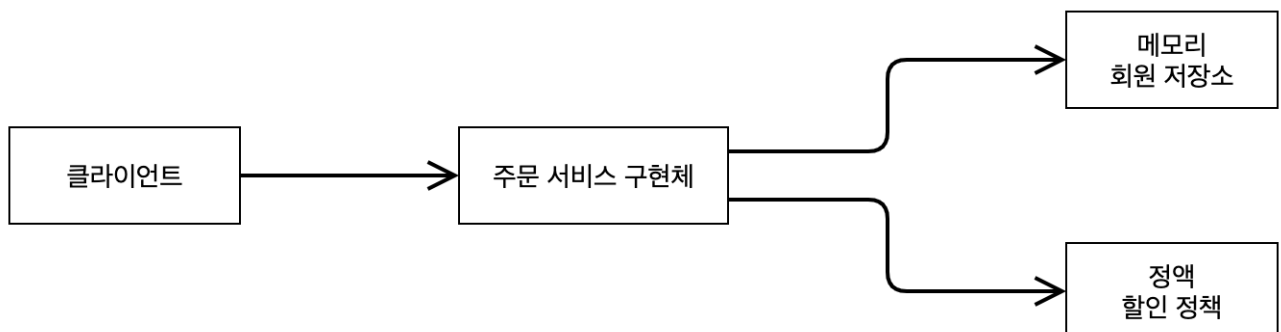 클라이언트
주문 서비스 구현체
메모리
회원 저장소
정액
할인 정책